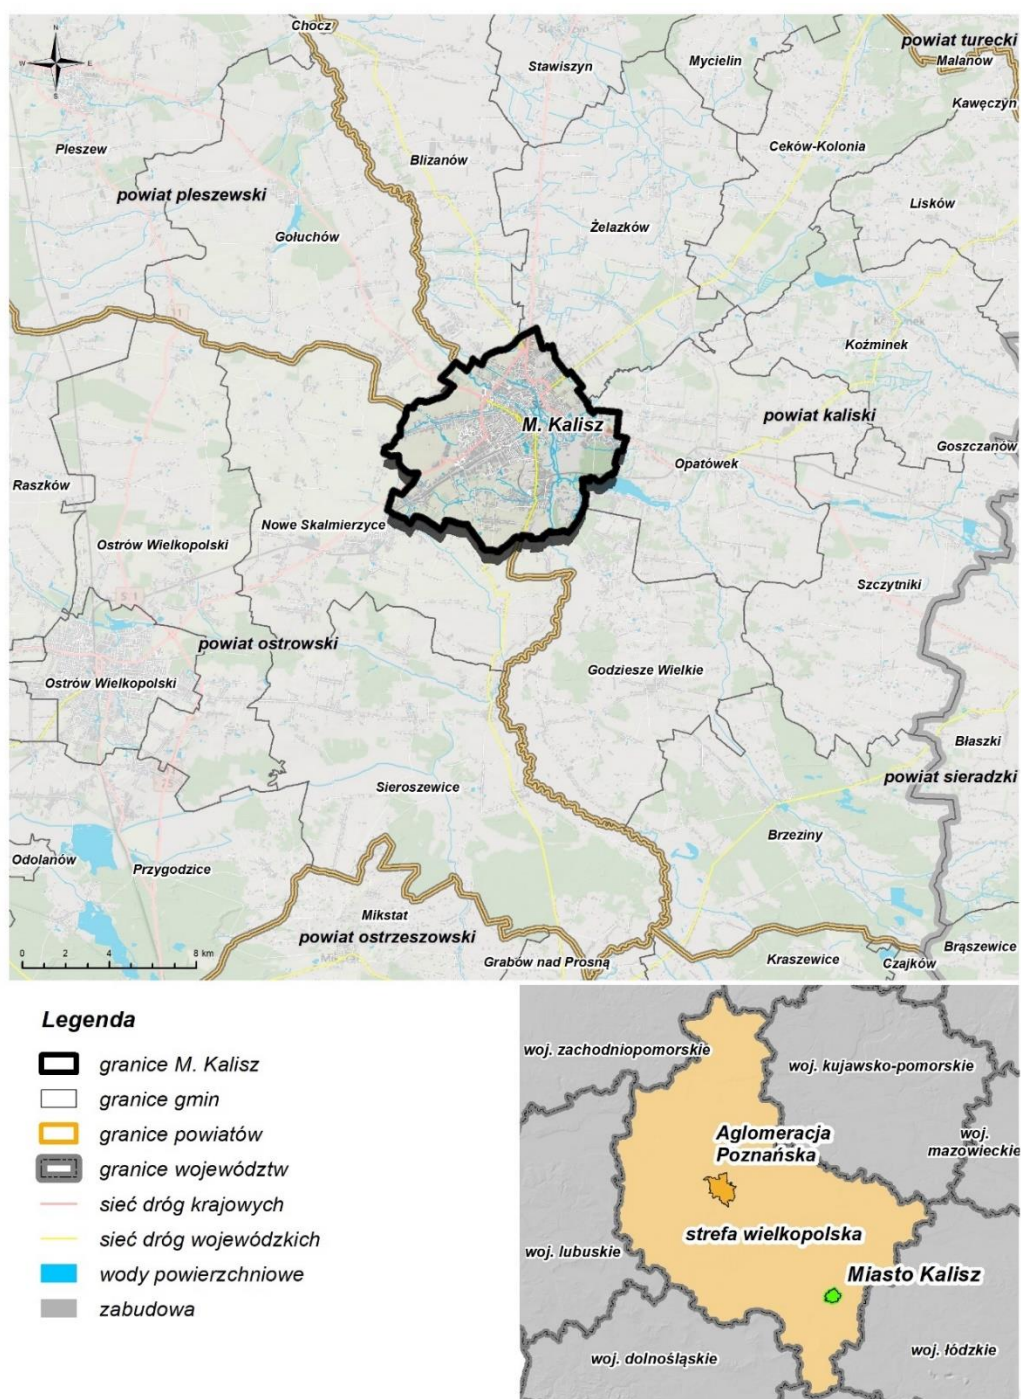 N
W E
S
Chocz
powiat turecki
Malanów
Stawiszyn
Mycielin
Kawęczyn
Pleszew
Blizanów
Ceków-Kolonia
powiat pleszewski
Lisków
Gołuchów
Żelazków
Koźminek
powiat kaliski
M. Kalisz
Goszczanów
Opatówek
Raszków
Nowe Skalmierzyce
Ostrów Wielkopolski
Szczytniki
powiat ostrowski
Godziesze Wielkie
Ostrów Wielkopolski
Błaszki
powiat sieradzki
Sieroszewice
Brzeziny
Odolanów
Przygodzice
Mikstat
powiat ostrzeszowski
Brąszewice
Grabów nad Prosną
Kraszewice
Czajków
0 2 4 8 km
Legenda
granice M. Kalisz
granice gmin
granice powiatów
granice województw
sieć dróg krajowych
sieć dróg wojewódzkich
wody powierzchniowe
zabudowa
woj. zachodniopomorskie
woj. kujawsko-pomorskie
Aglomeracja
Poznańska
woj.
mazowieckie
strefa wielkopolska
woj. lubuskie
Miasto Kalisz
woj. dolnośląskie
woj. łódzkie